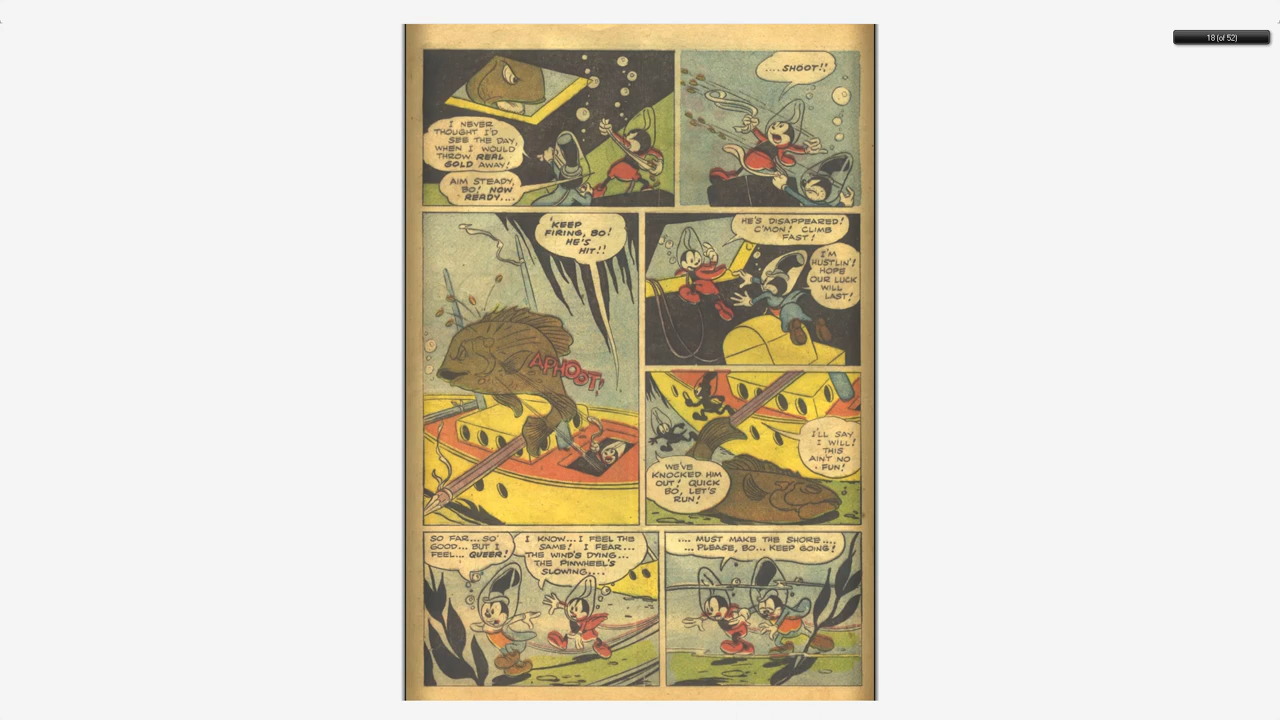 18 (of 52)
I NEVER
THOUGHT I'D
SEE THE DAY,
WHEN I WOULD
THROW REAL
GOLD AWAY!
AIM STEADY,
BO! NOW
READY....
....SHOOT!!
'KEEP
FIRING, BO!
HE'S
HIT!!
APHOOT!
HE'S DISAPPEARED!
C'MON! CLIMB
FAST!
I'M
HUSTLIN'!
HOPE
OUR LUCK
WILL
LAST!
I'LL SAY
I WILL!
THIS
AIN'T NO
FUN!
WE'VE
KNOCKED HIM
OUT! QUICK
BO, LET'S
RUN!
SO FAR...SO
GOOD... BUT I
FEEL... QUEER!
I KNOW...I FEEL THE
SAME! I FEAR...
THE WIND'S DYING...
THE PINWHEEL'S
SLOWING....
.... MUST MAKE THE SHORE....
...PLEASE, BO... KEEP GOING!